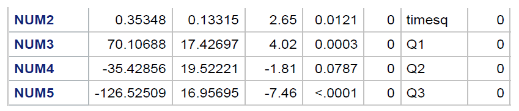 NUM2 0.35348 0.13315 2.65 0.0121 0 timesq 0
NUM3 70.10688 17.42697 4.02 0.0003 0 Q1 0
NUM4 -35.42856 19.52221 -1.81 0.0787 0 Q2 0
NUM5 -126.52509 16.95695 -7.46 <.0001 0 Q3 0